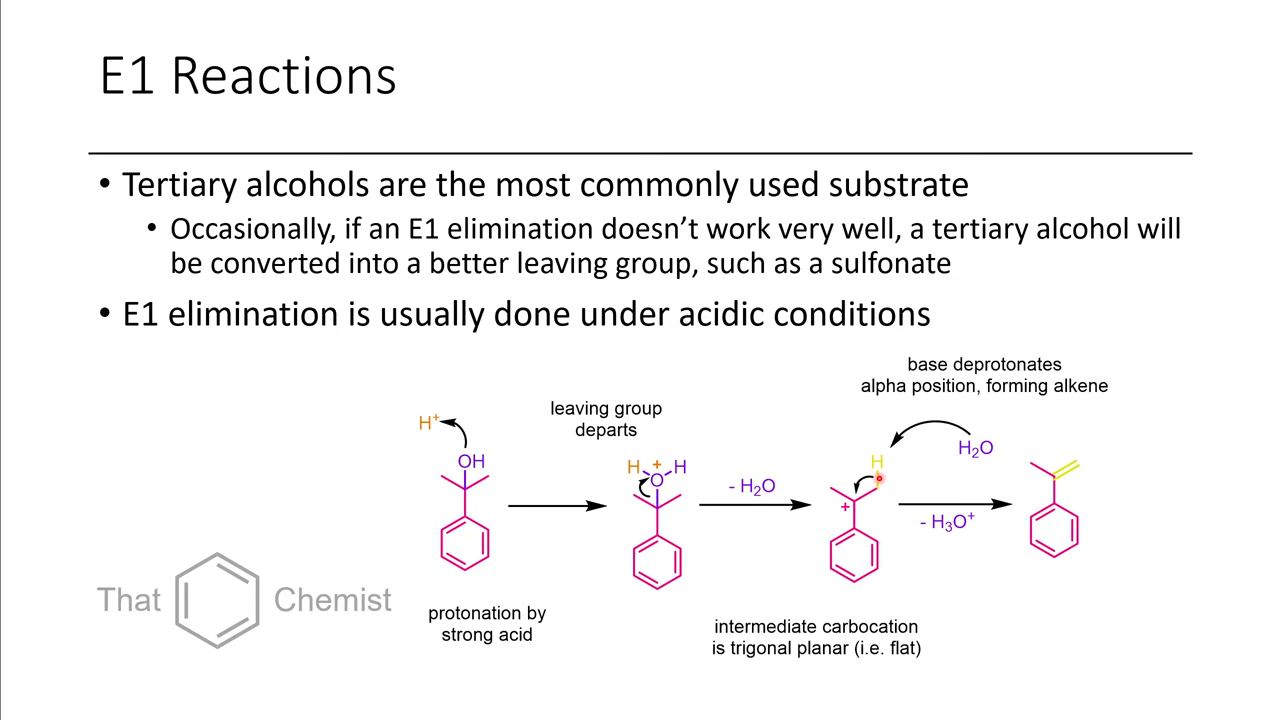 E1 Reactions
• Tertiary alcohols are the most commonly used substrate
• Occasionally, if an E1 elimination doesn't work very well, a tertiary alcohol will
be converted into a better leaving group, such as a sulfonate
• E1 elimination is usually done under acidic conditions
base deprotonates
alpha position, forming alkene
leaving group
departs
H⁺
OH
H + H
O
- H₂O
H
+
H₂O
- H₃O⁺
That Chemist
protonation by
strong acid
intermediate carbocation
is trigonal planar (i.e. flat)